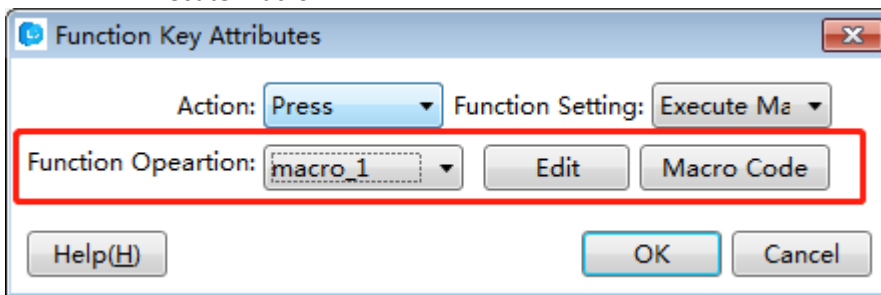 Function Key Attributes
Action: Press Function Setting: Execute Ma
Function Opeartion: macro_1 Edit Macro Code
Help(H) OK Cancel